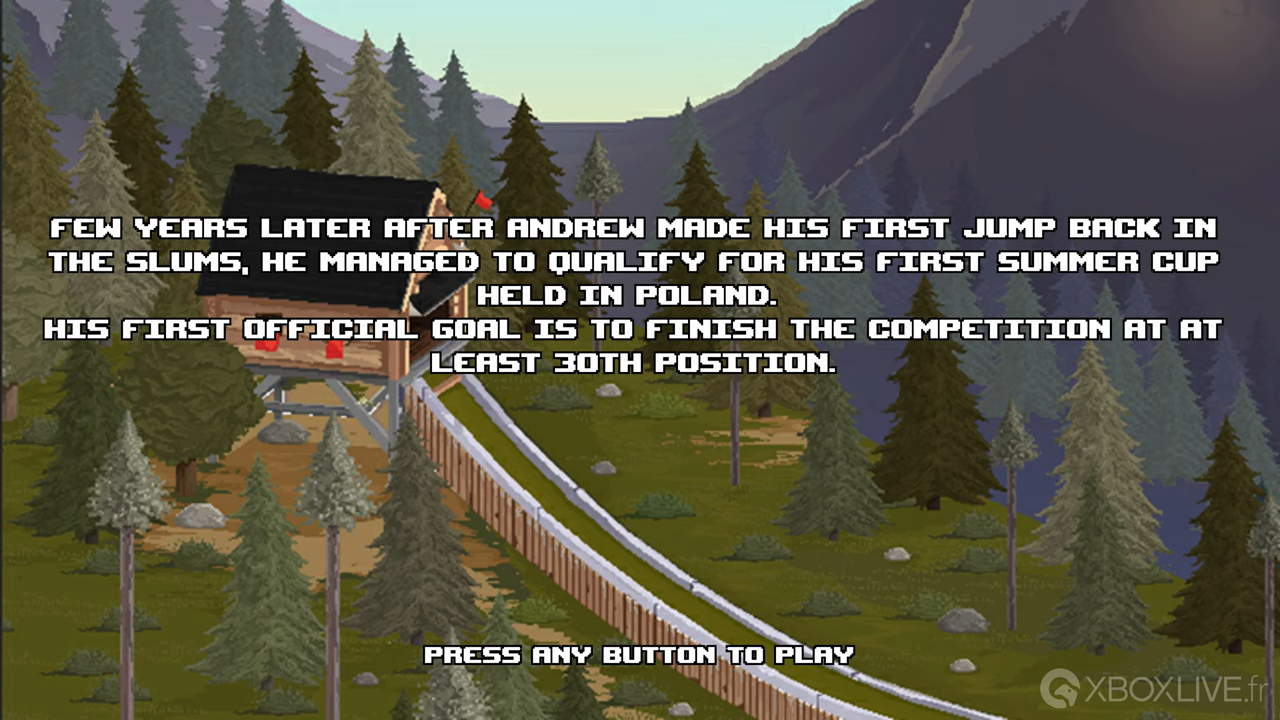 FEW YEARS LATER AFTER ANDREW MADE HIS FIRST JUMP BACK IN
THE SLUMS, HE MANAGED TO QUALIFY FOR HIS FIRST SUMMER CUP
HELD IN POLAND.
HIS FIRST OFFICIAL GOAL IS TO FINISH THE COMPETITION AT AT
LEAST 30TH POSITION.
PRESS ANY BUTTON TO PLAY
XBOXLIVE.fr